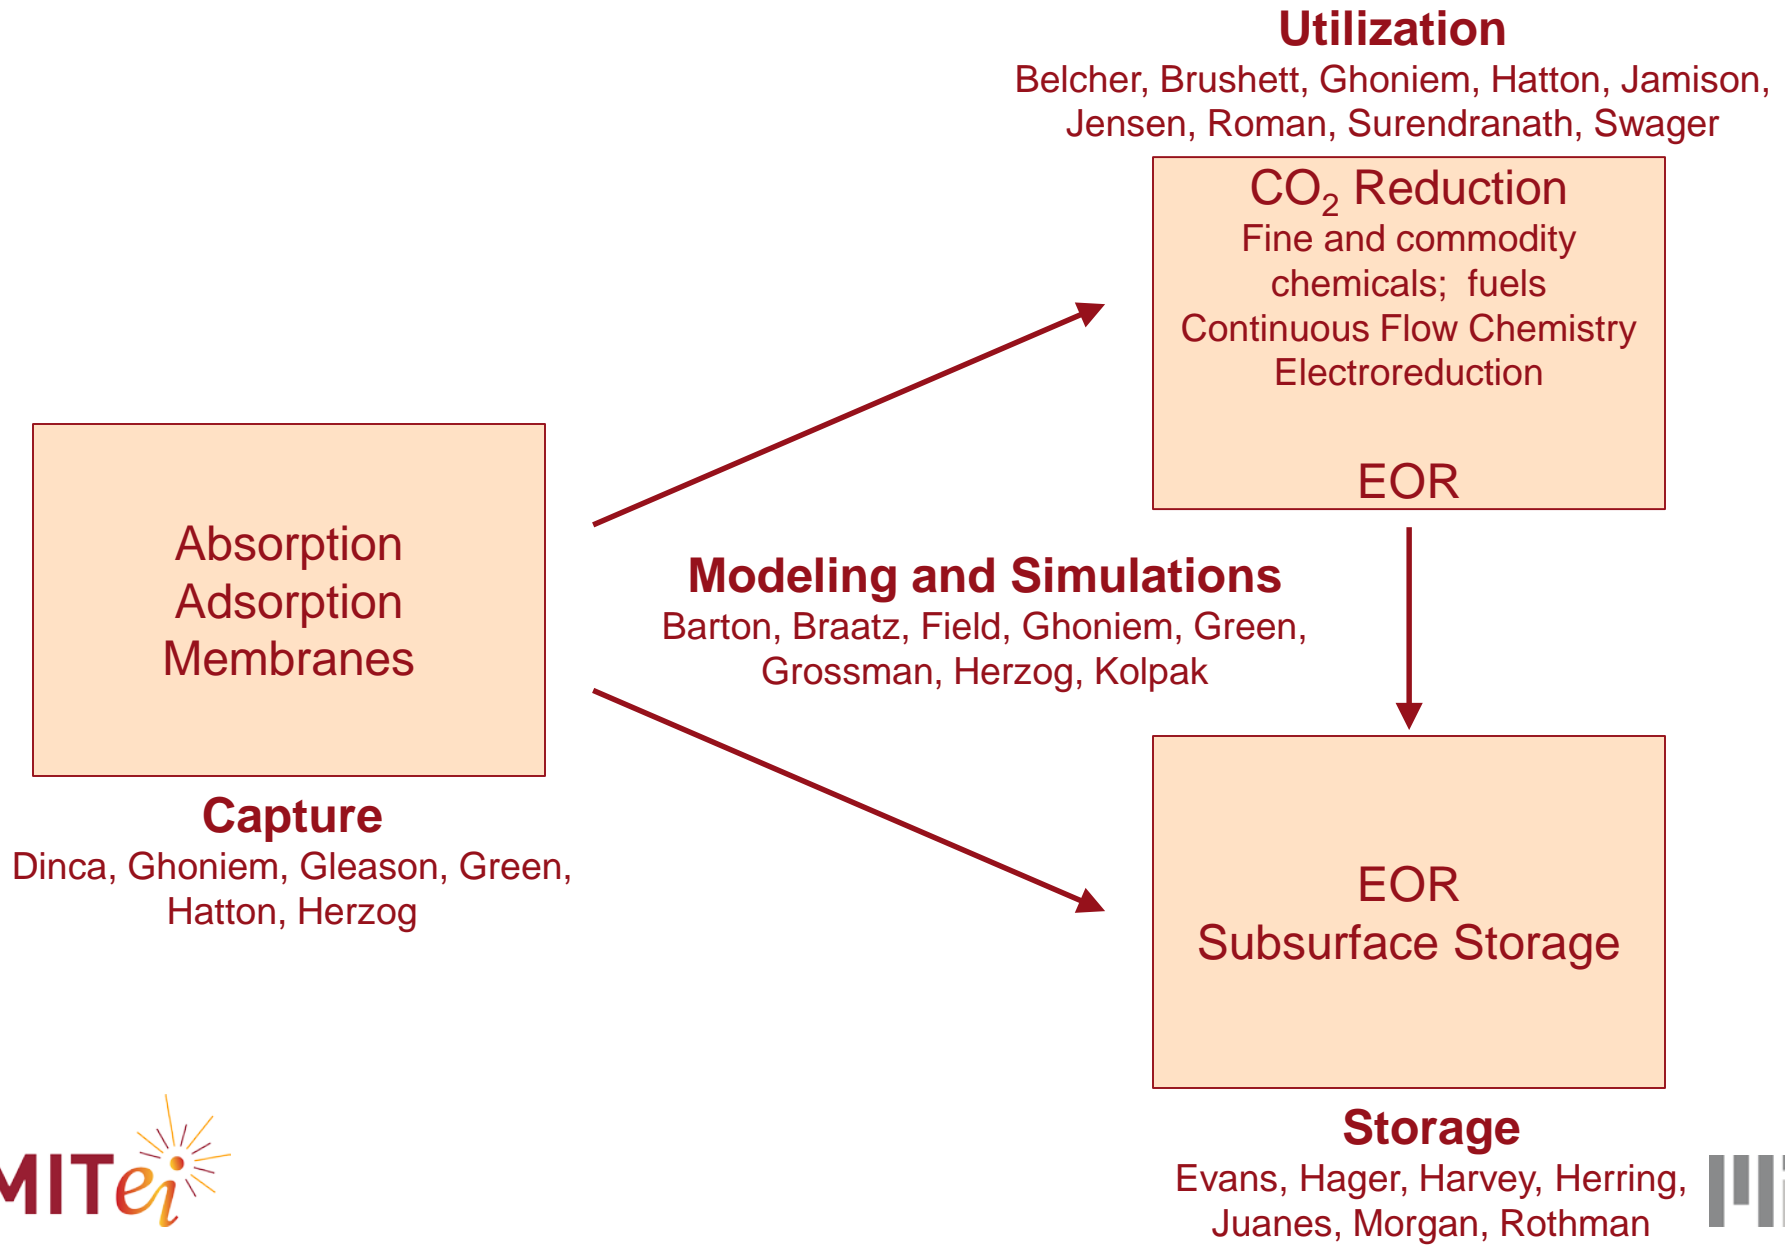 Utilization
Belcher, Brushett, Ghoniem, Hatton, Jamison,
Jensen, Roman, Surendranath, Swager
CO₂ Reduction
Fine and commodity
chemicals;  fuels
Continuous Flow Chemistry
Electroreduction
EOR
Absorption
Adsorption
Membranes
Capture
Dinca, Ghoniem, Gleason, Green,
Hatton, Herzog
Modeling and Simulations
Barton, Braatz, Field, Ghoniem, Green,
Grossman, Herzog, Kolpak
EOR
Subsurface Storage
Storage
Evans, Hager, Harvey, Herring,
Juanes, Morgan, Rothman
MITei